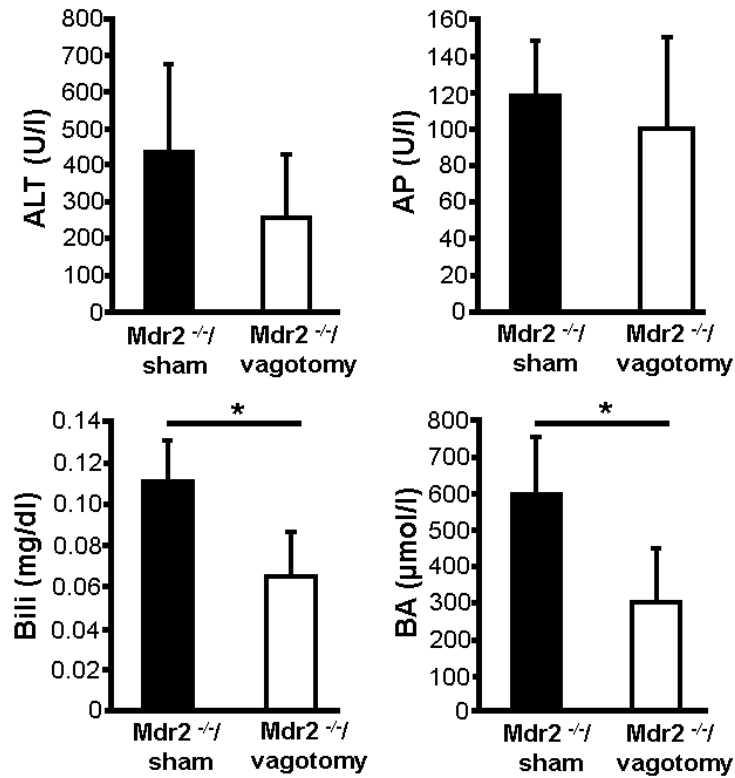 ALT (U/l)
800
700
600
500
400
300
200
100
0
Mdr2 -/-/
sham
Mdr2 -/-/
vagotomy
AP (U/l)
160
140
120
100
80
60
40
20
0
Mdr2 -/-/
sham
Mdr2 -/-/
vagotomy
Bili (mg/dl)
0.14
0.12
0.10
0.08
0.06
0.04
0.02
0
*
Mdr2 -/-/
sham
Mdr2 -/-/
vagotomy
BA (µmol/l)
800
700
600
500
400
300
200
100
0
*
Mdr2 -/-/
sham
Mdr2 -/-/
vagotomy